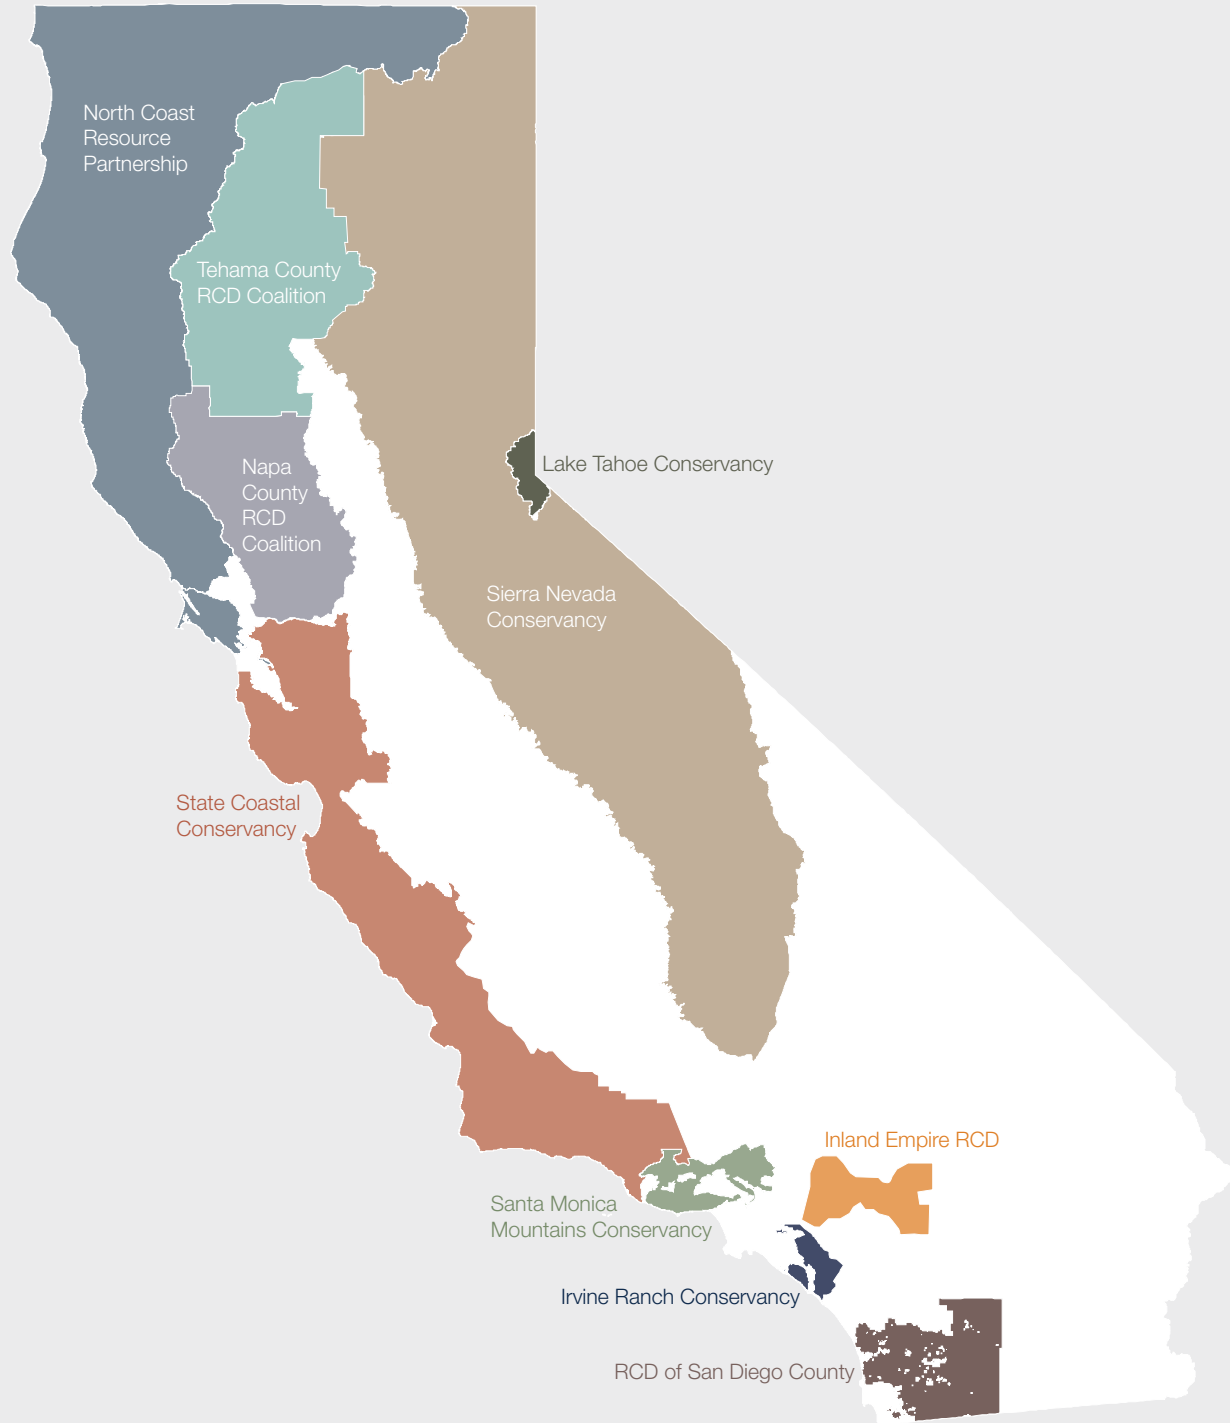 North Coast
Resource
Partnership
Tehama County
RCD Coalition
Napa
County
RCD
Coalition
Lake Tahoe Conservancy
Sierra Nevada
Conservancy
State Coastal
Conservancy
Inland Empire RCD
Santa Monica
Mountains Conservancy
Irvine Ranch Conservancy
RCD of San Diego County